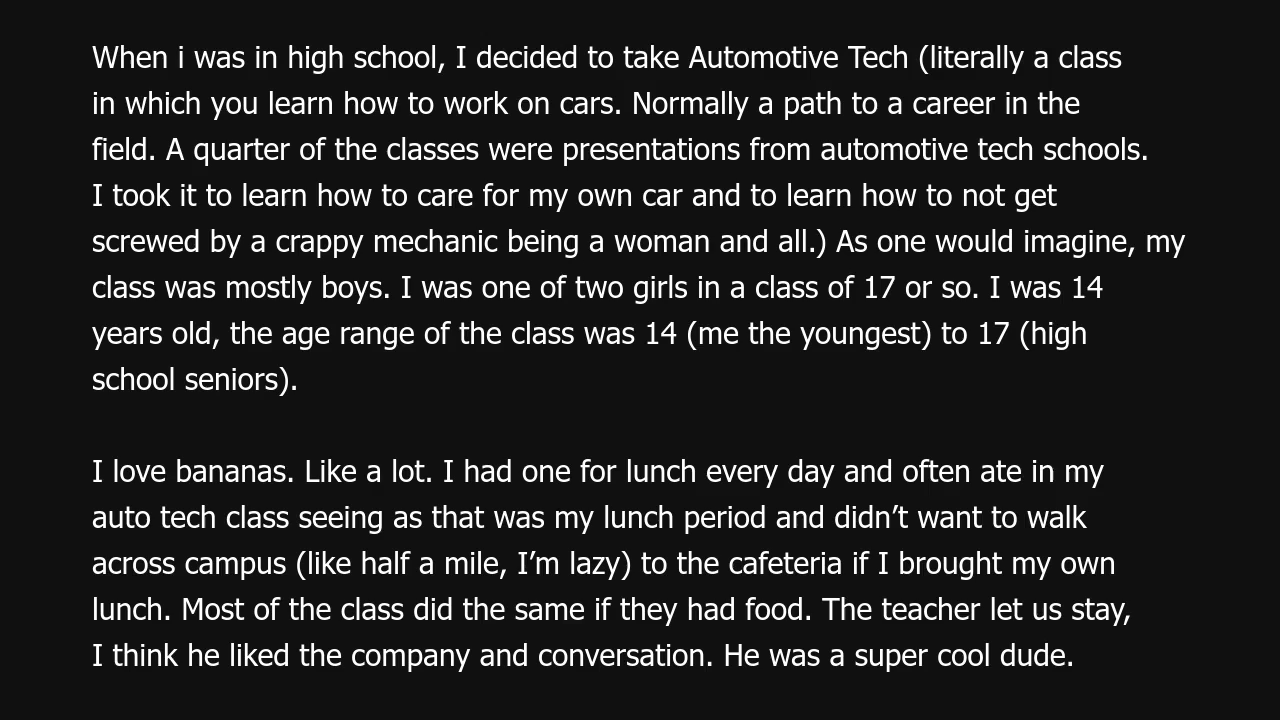 When i was in high school, I decided to take Automotive Tech (literally a class
in which you learn how to work on cars. Normally a path to a career in the
field. A quarter of the classes were presentations from automotive tech schools.
I took it to learn how to care for my own car and to learn how to not get
screwed by a crappy mechanic being a woman and all.) As one would imagine, my
class was mostly boys. I was one of two girls in a class of 17 or so. I was 14
years old, the age range of the class was 14 (me the youngest) to 17 (high
school seniors).
I love bananas. Like a lot. I had one for lunch every day and often ate in my
auto tech class seeing as that was my lunch period and didn’t want to walk
across campus (like half a mile, I’m lazy) to the cafeteria if I brought my own
lunch. Most of the class did the same if they had food. The teacher let us stay,
I think he liked the company and conversation. He was a super cool dude.